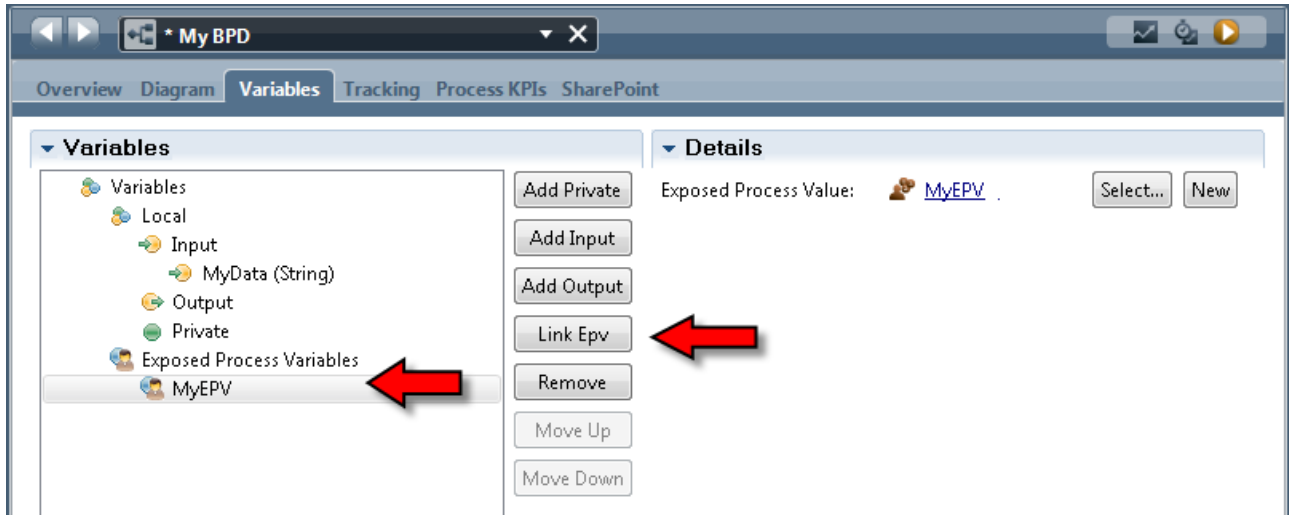 * My BPD
Overview Diagram Variables Tracking Process KPIs SharePoint
Variables
Variables
Local
Input
MyData (String)
Output
Private
Exposed Process Variables
MyEPV
Add Private
Add Input
Add Output
Link Epv
Remove
Move Up
Move Down
Details
Exposed Process Value: MyEPV Select... New